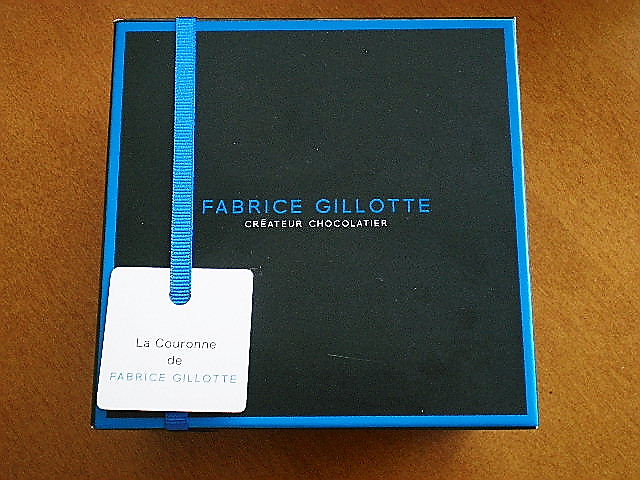 FABRICE GILLOTTE
CRÉATEUR CHOCOLATIER
La Couronne
de
FABRICE GILLOTTE